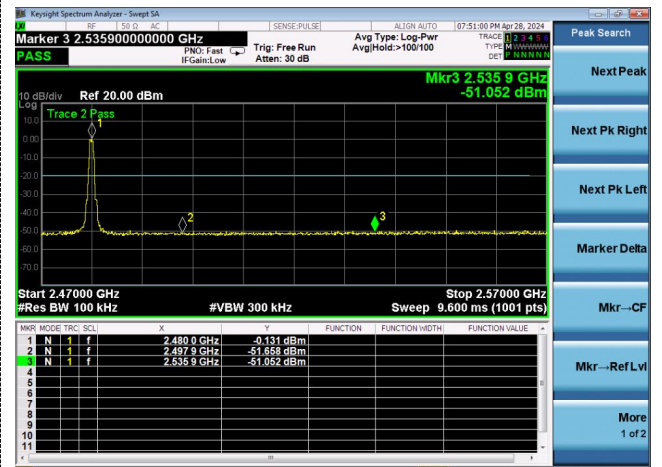 Keysight Spectrum Analyzer - Swept SA
RF 50 Ω AC SENSE:PULSE ALIGN AUTO 07:51:00 PM Apr 28, 2024
Marker 3 2.535900000000 GHz
PASS
PNO: Fast
IFGain:Low
Trig: Free Run
Atten: 30 dB
Avg Type: Log-Pwr
Avg|Hold:>100/100
TRACE 1 2 3 4 5 6
TYPE M WWWWW
DET P N N N N N
Peak Search
Next Peak
Next Pk Right
Next Pk Left
Marker Delta
Mkr→CF
Mkr→Ref Lvl
More
1 of 2
Mkr3 2.535 9 GHz
-51.052 dBm
10 dB/div Ref 20.00 dBm
Log
Trace 2 Pass
10.0
0.00
-10.0
-20.0
-30.0
-40.0
-50.0
-60.0
-70.0
1
2
3
Start 2.47000 GHz
Stop 2.57000 GHz
#Res BW 100 kHz
#VBW 300 kHz
Sweep 9.600 ms (1001 pts)
MKR MODE TRC SCL X Y FUNCTION FUNCTION WIDTH FUNCTION VALUE
1 N 1 f 2.480 0 GHz -0.131 dBm
2 N 1 f 2.497 9 GHz -51.658 dBm
3 N 1 f 2.535 9 GHz -51.052 dBm
4
5
6
7
8
9
10
11